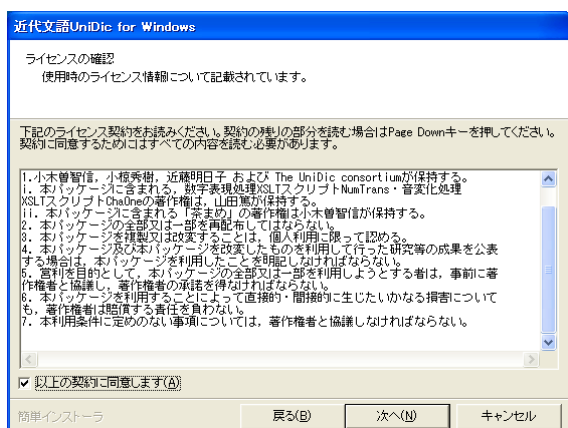 近代文語UniDic for Windows
ライセンスの確認
使用時のライセンス情報について記載されています。
下記のライセンス契約をお読みください。契約の残りの部分を読む場合はPage Downキーを押してください。
契約に同意するためにはすべての内容を読む必要があります。
1.小木曽智信，小椋秀樹，近藤明日子 および The UniDic consortiumが保持する。
i. 本パッケージに含まれる，数字表現処理XSLTスクリプトNumTrans・音変化処理
XSLTスクリプトChaOneの著作権は，山田篤が保持する。
ii. 本パッケージに含まれる「茶まめ」の著作権は小木曽智信が保持する。
2. 本パッケージの全部又は一部を再配布してはならない。
3. 本パッケージを複製又は改変することは，個人利用に限って認める。
4. 本パッケージ及び本パッケージを改変したものを利用して行った研究等の成果を公表
する場合は，本パッケージを利用したことを明記しなければならない。
5. 営利を目的として，本パッケージの全部又は一部を利用しようとする者は，事前に著
作権者と協議し，著作権者の承諾を得なければならない。
6. 本パッケージを利用することによって直接的・間接的に生じたいかなる損害について
も，著作権者は賠償する責任を負わない。
7. 本利用条件に定めのない事項については，著作権者と協議しなければならない。
以上の契約に同意します(A)
簡単インストーラ
戻る(B)
次へ(N)
キャンセル